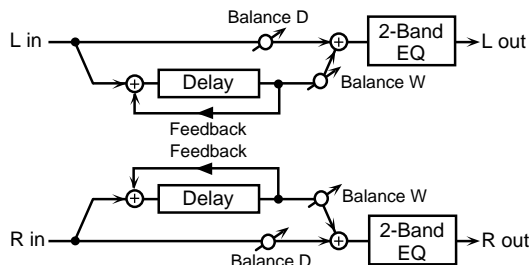 Balance D
L in
2-Band
EQ
L out
Delay
Balance W
Feedback
Feedback
Delay
Balance W
R in
2-Band
EQ
R out
Balance D